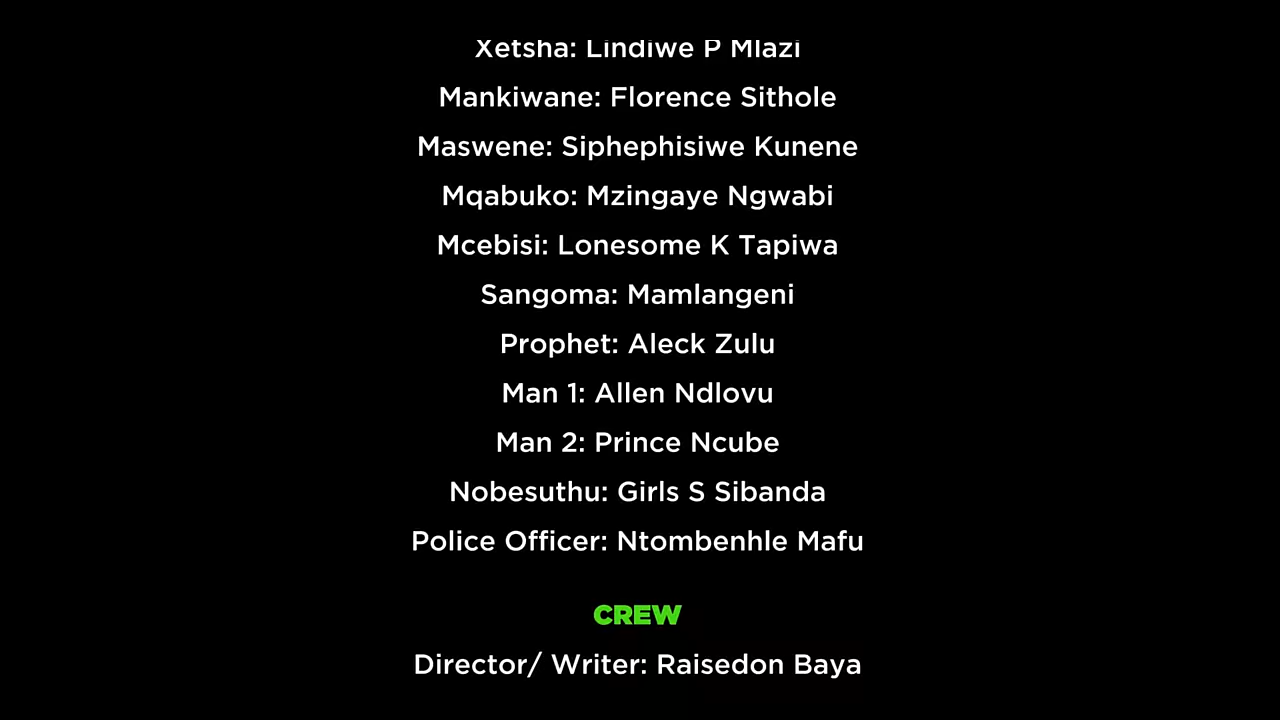 Xetsha: Lindiwe P Mlazi
Mankiwane: Florence Sithole
Maswene: Siphephisiwe Kunene
Mqabuko: Mzingaye Ngwabi
Mcebisi: Lonesome K Tapiwa
Sangoma: Mamlangeni
Prophet: Aleck Zulu
Man 1: Allen Ndlovu
Man 2: Prince Ncube
Nobesuthu: Girls S Sibanda
Police Officer: Ntombenhle Mafu
CREW
Director/ Writer: Raisedon Baya